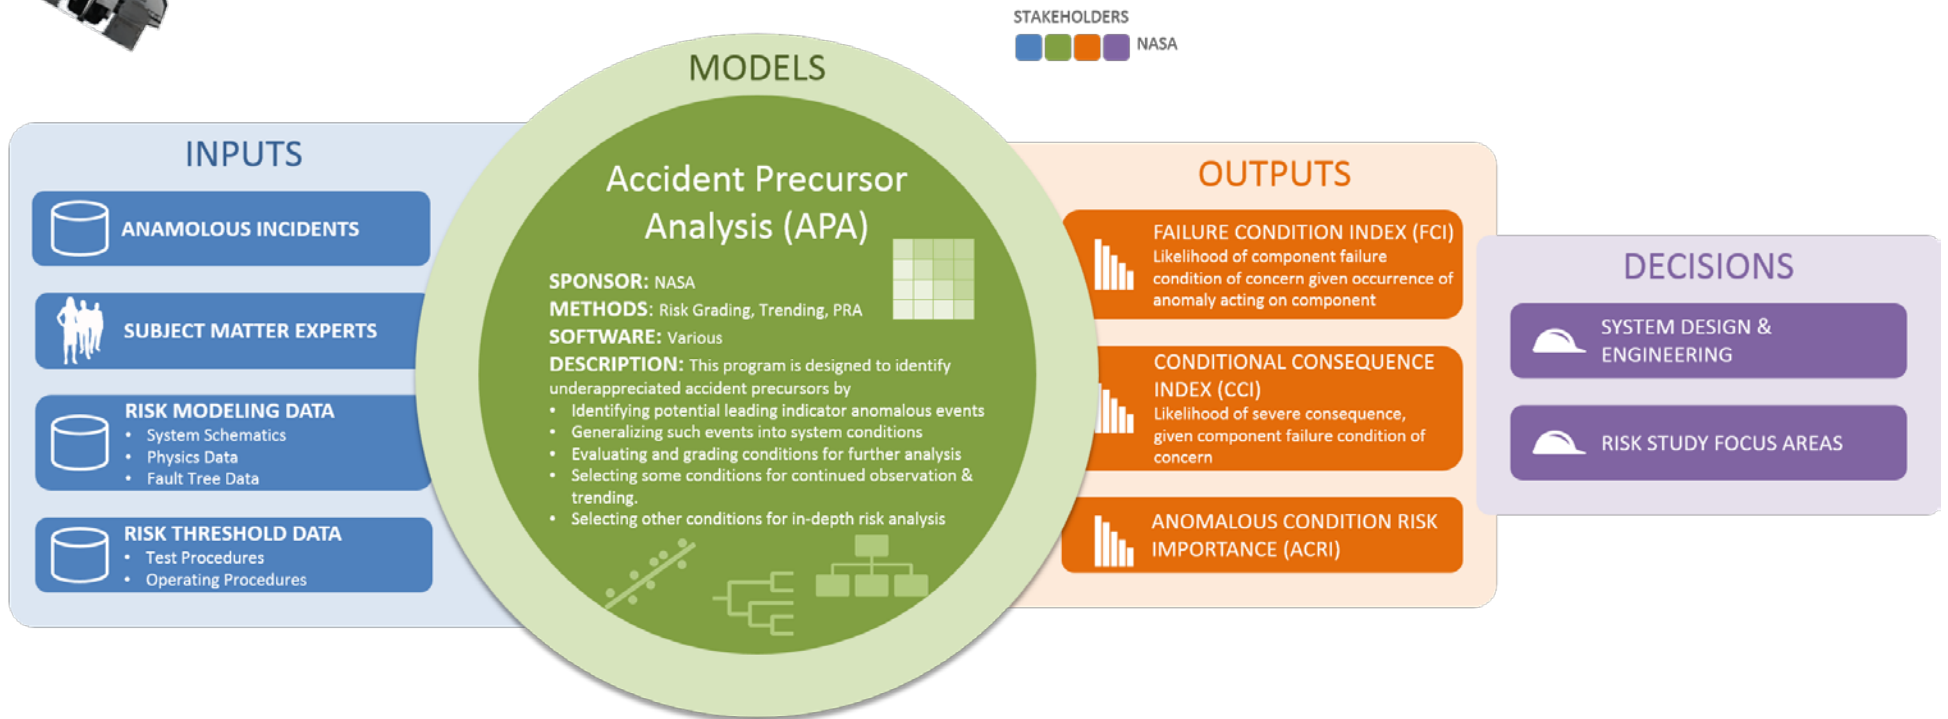 STAKEHOLDERS
NASA
MODELS
INPUTS
ANAMOLOUS INCIDENTS
SUBJECT MATTER EXPERTS
RISK MODELING DATA
• System Schematics
• Physics Data
• Fault Tree Data
RISK THRESHOLD DATA
• Test Procedures
• Operating Procedures
Accident Precursor
Analysis (APA)
SPONSOR: NASA
METHODS: Risk Grading, Trending, PRA
SOFTWARE: Various
DESCRIPTION: This program is designed to identify
underappreciated accident precursors by
• Identifying potential leading indicator anomalous events
• Generalizing such events into system conditions
• Evaluating and grading conditions for further analysis
• Selecting some conditions for continued observation &
trending.
• Selecting other conditions for in-depth risk analysis
OUTPUTS
FAILURE CONDITION INDEX (FCI)
Likelihood of component failure
condition of concern given occurrence of
anomaly acting on component
CONDITIONAL CONSEQUENCE
INDEX (CCI)
Likelihood of severe consequence,
given component failure condition of
concern
ANOMALOUS CONDITION RISK
IMPORTANCE (ACRI)
DECISIONS
SYSTEM DESIGN &
ENGINEERING
RISK STUDY FOCUS AREAS